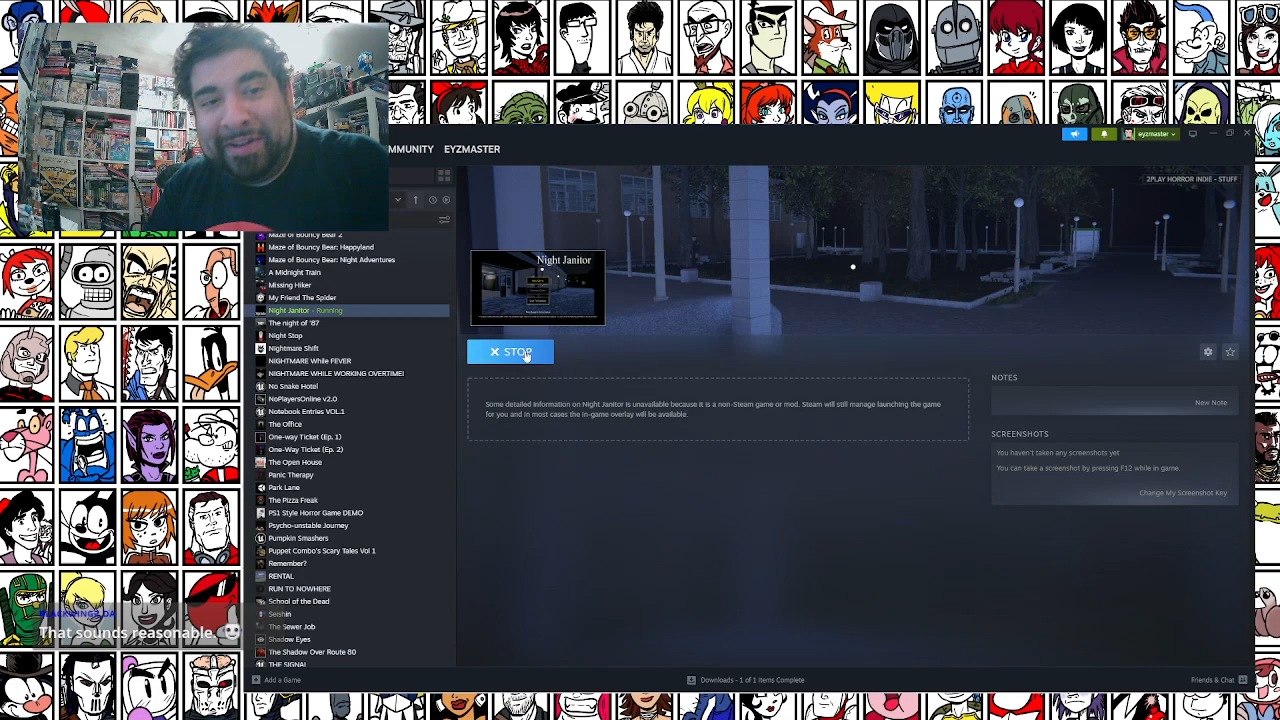 MMUNITY
EYZMASTER
eyzmaster
2PLAY HORROR INDIE - STUFF
Maze of Bouncy Bear 2
Maze of Bouncy Bear: Happyland
Maze of Bouncy Bear: Night Adventures
A Midnight Train
Missing Hiker
My Friend The Spider
Night Janitor - Running
The night of '87
Night Stop
Nightmare Shift
NIGHTMARE While FEVER
NIGHTMARE WHILE WORKING OVERTIME!
No Snake Hotel
NoPlayersOnline v2.0
Notebook Entries VOL.1
The Office
One-way Ticket (Ep. 1)
One-Way Ticket (Ep. 2)
The Open House
Panic Therapy
Park Lane
The Pizza Freak
PS1 Style Horror Game DEMO
Psycho-unstable Journey
Pumpkin Smashers
Puppet Combo's Scary Tales Vol 1
Remember?
RENTAL
RUN TO NOWHERE
School of the Dead
Seishin
The Sewer Job
Shadow Eyes
The Shadow Over Route 80
THE SIGNAL
Night Janitor
STOP
Some detailed information on Night Janitor is unavailable because it is a non-Steam game or mod. Steam will still manage launching the game
for you and in most cases the in-game overlay will be available.
NOTES
New Note
SCREENSHOTS
You haven't taken any screenshots yet
You can take a screenshot by pressing F12 while in game.
Change My Screenshot Key
That sounds reasonable.
Add a Game
Downloads - 1 of 1 Items Complete
Friends & Chat